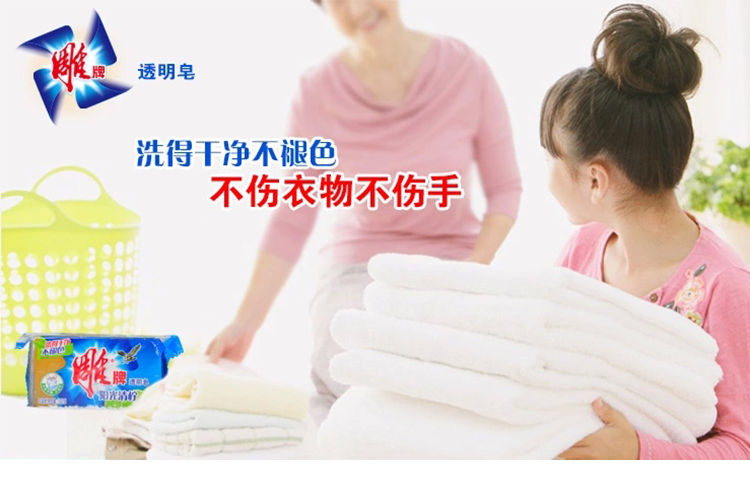 雕牌
透明皂
洗得干净不褪色
不伤衣物不伤手
洗得干净
不褪色
雕牌
透明皂
阳光清柠